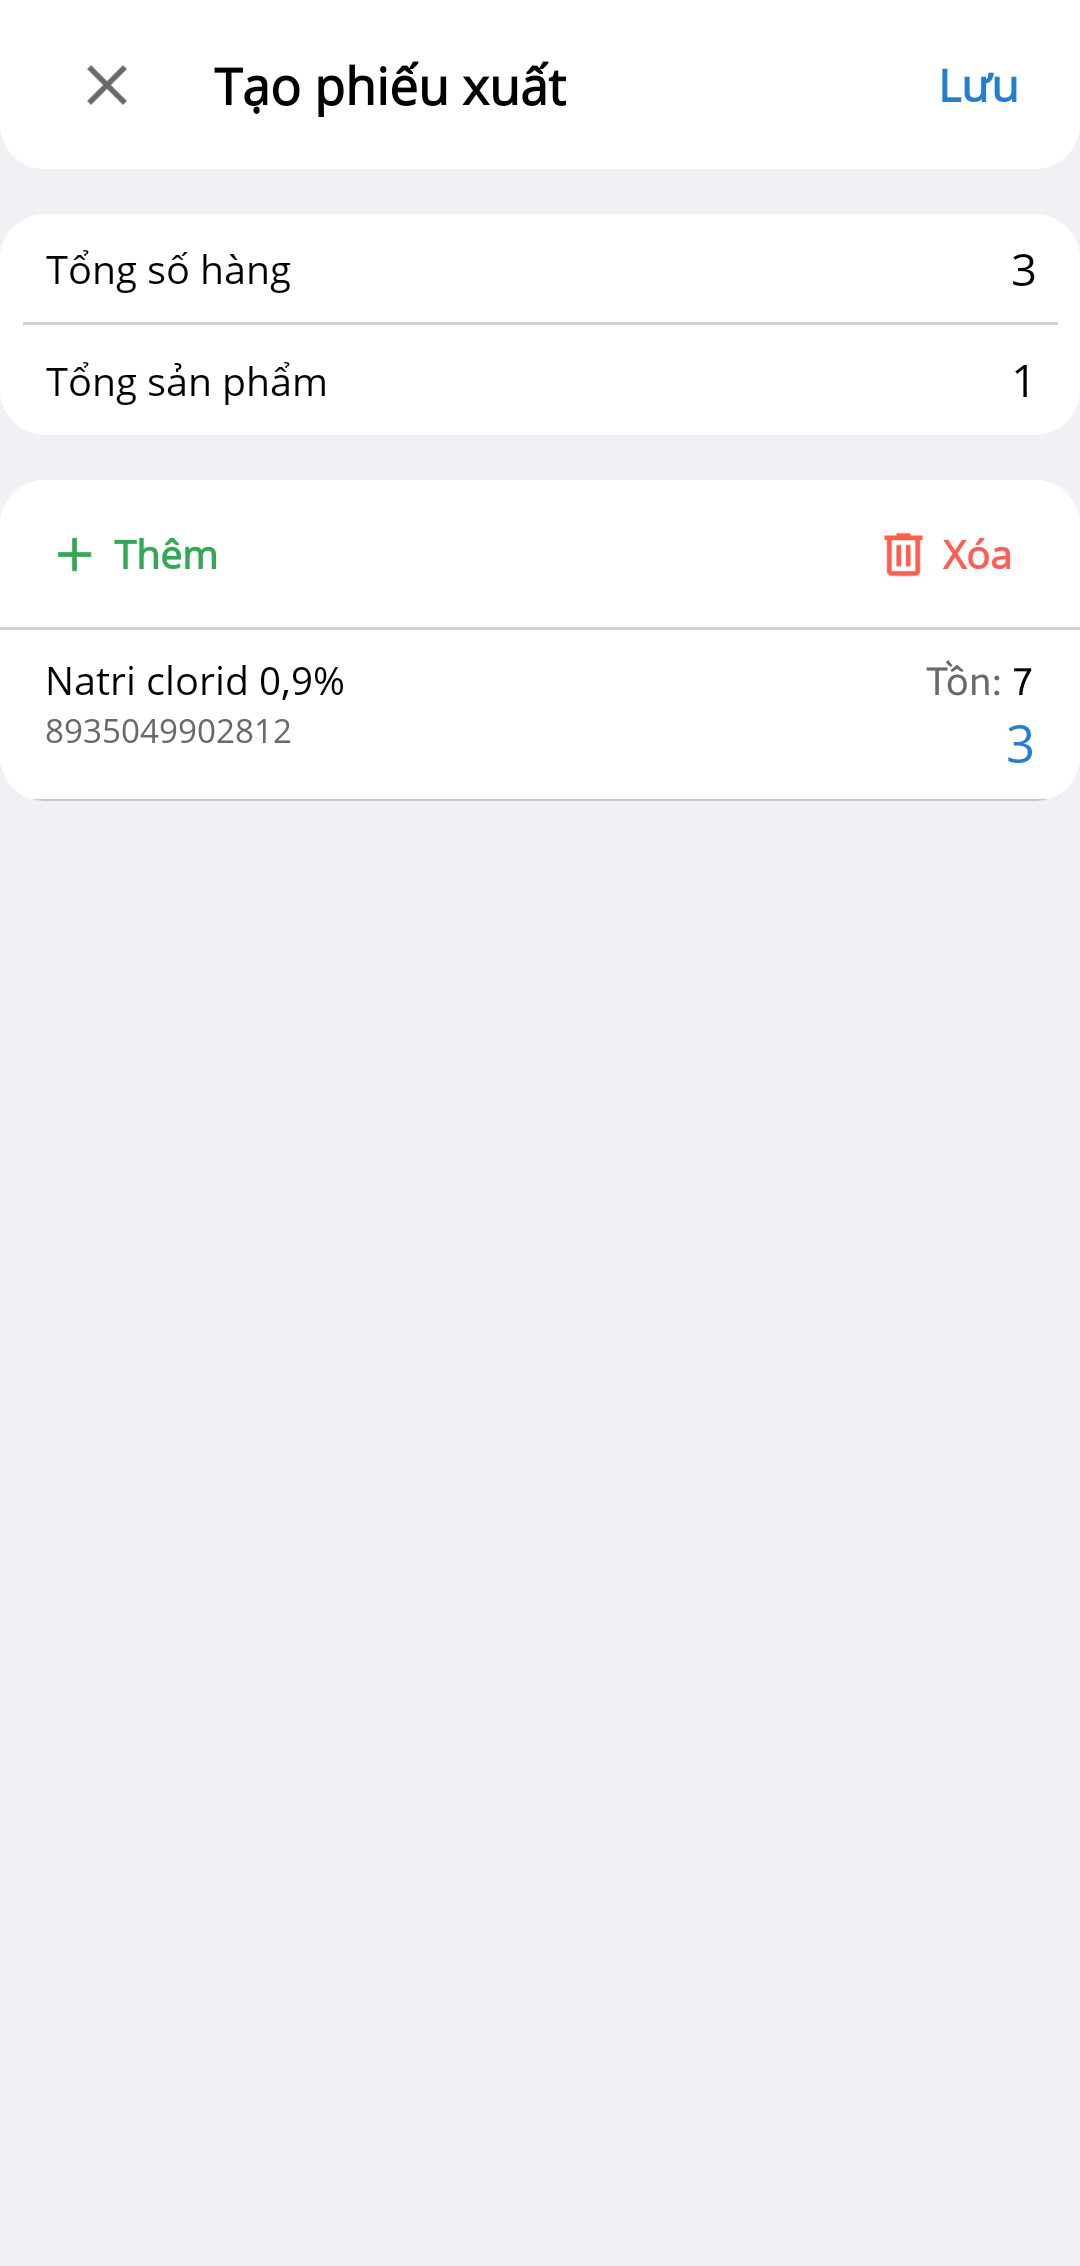 Tạo phiếu xuất
Lưu
Tổng số hàng 3
Tổng sản phẩm 1
Thêm
Xóa
Natri clorid 0,9% Tồn: 7
8935049902812
3